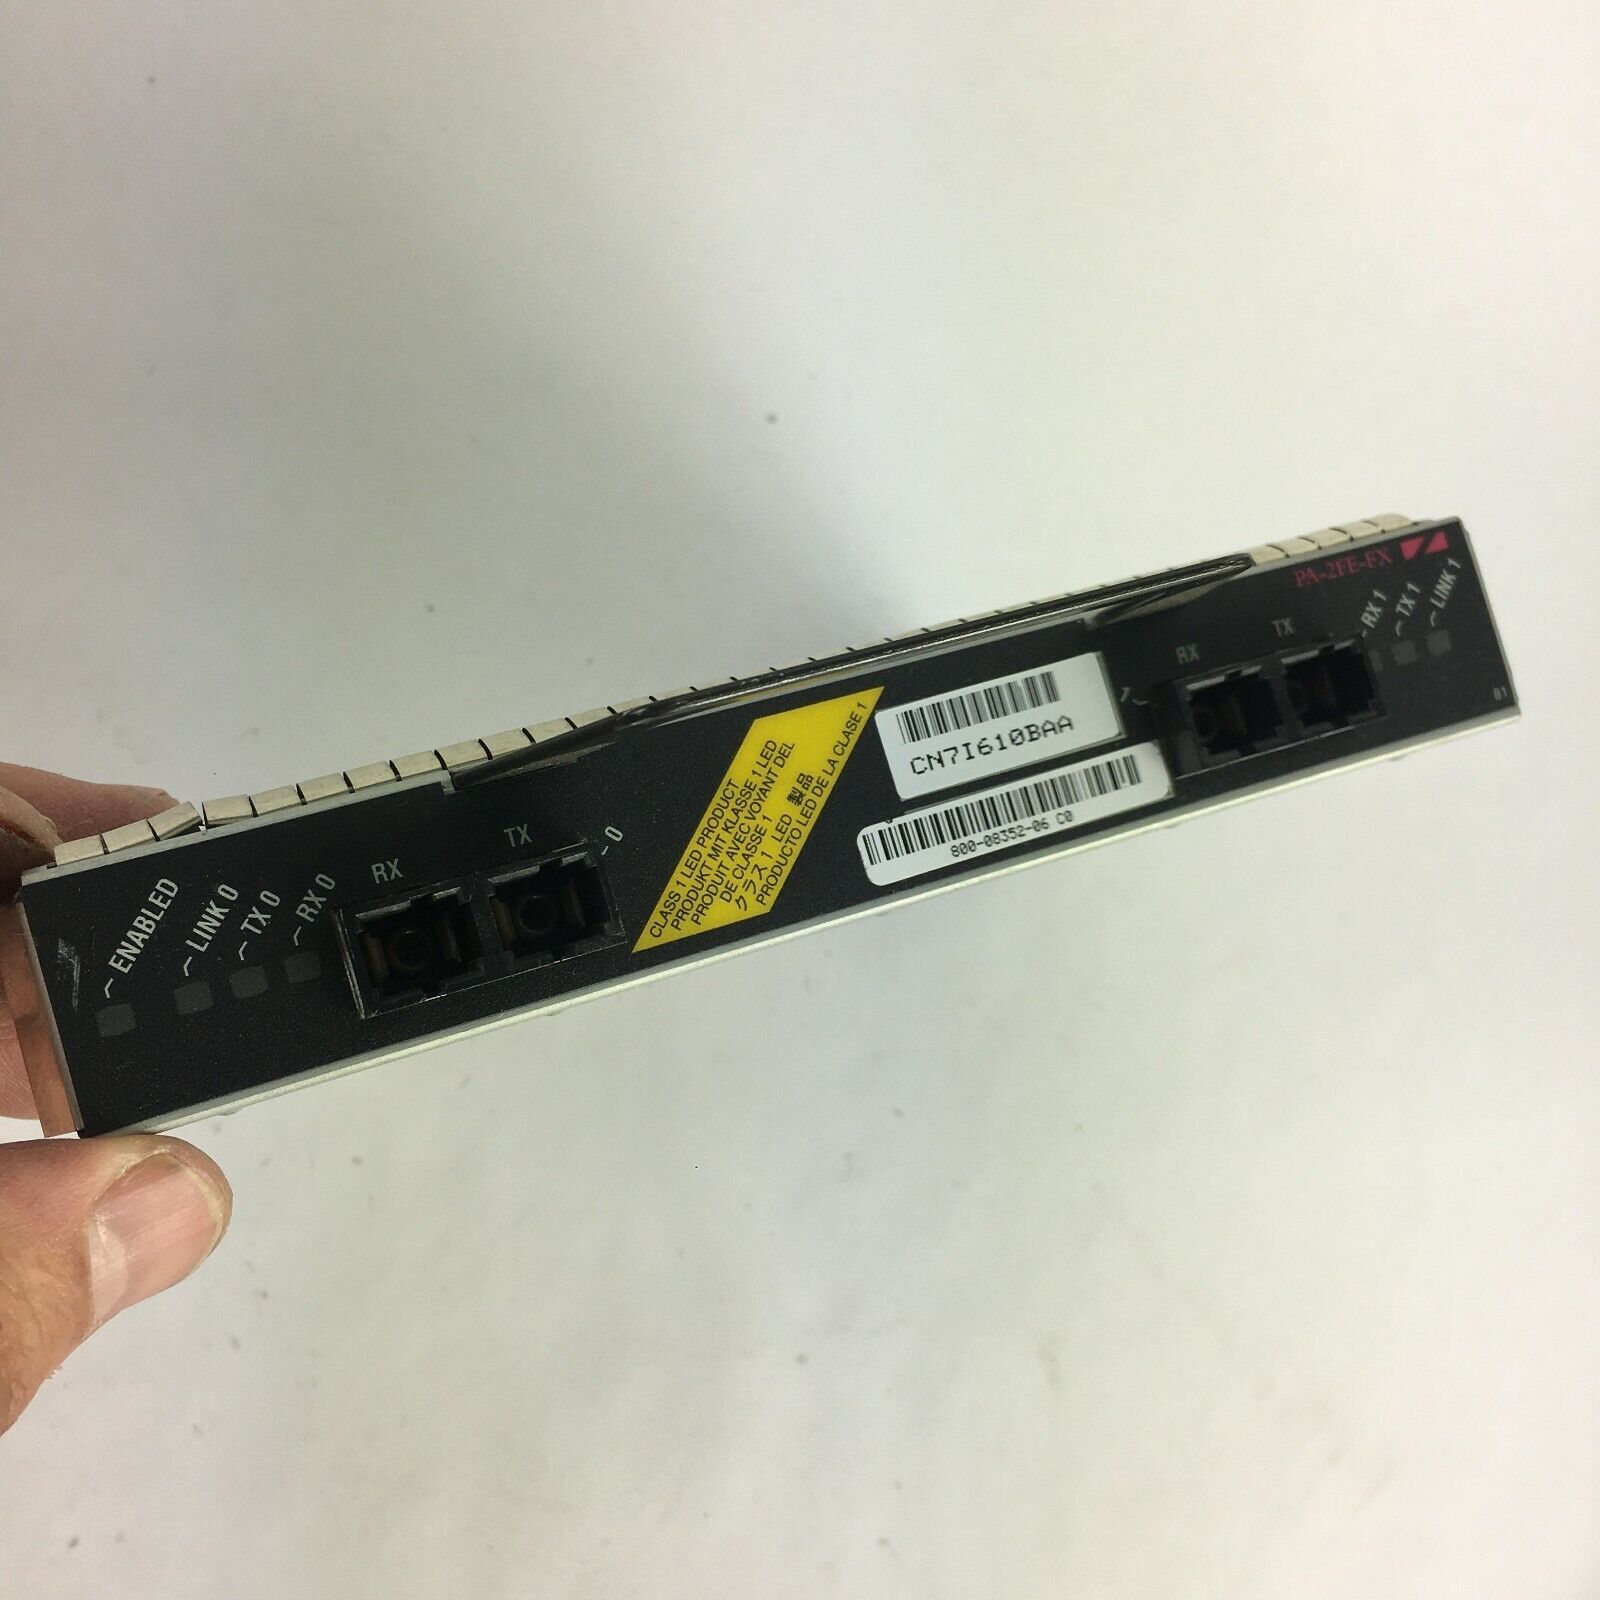 ENABLED
LINK 0
TX 0
RX 0
RX
TX
0
CLASS 1 LED PRODUCT
PRODUKT MIT KLASSE 1 LED
PRODUIT AVEC VOYANT DEL
DE CLASSE 1
クラス 1 LED 製品
PRODUCTO LED DE LA CLASE 1
CN7I610BAA
800-08352-06 C0
1
RX
TX
PA-2FE-FX
RX 1
TX 1
LINK 1
01